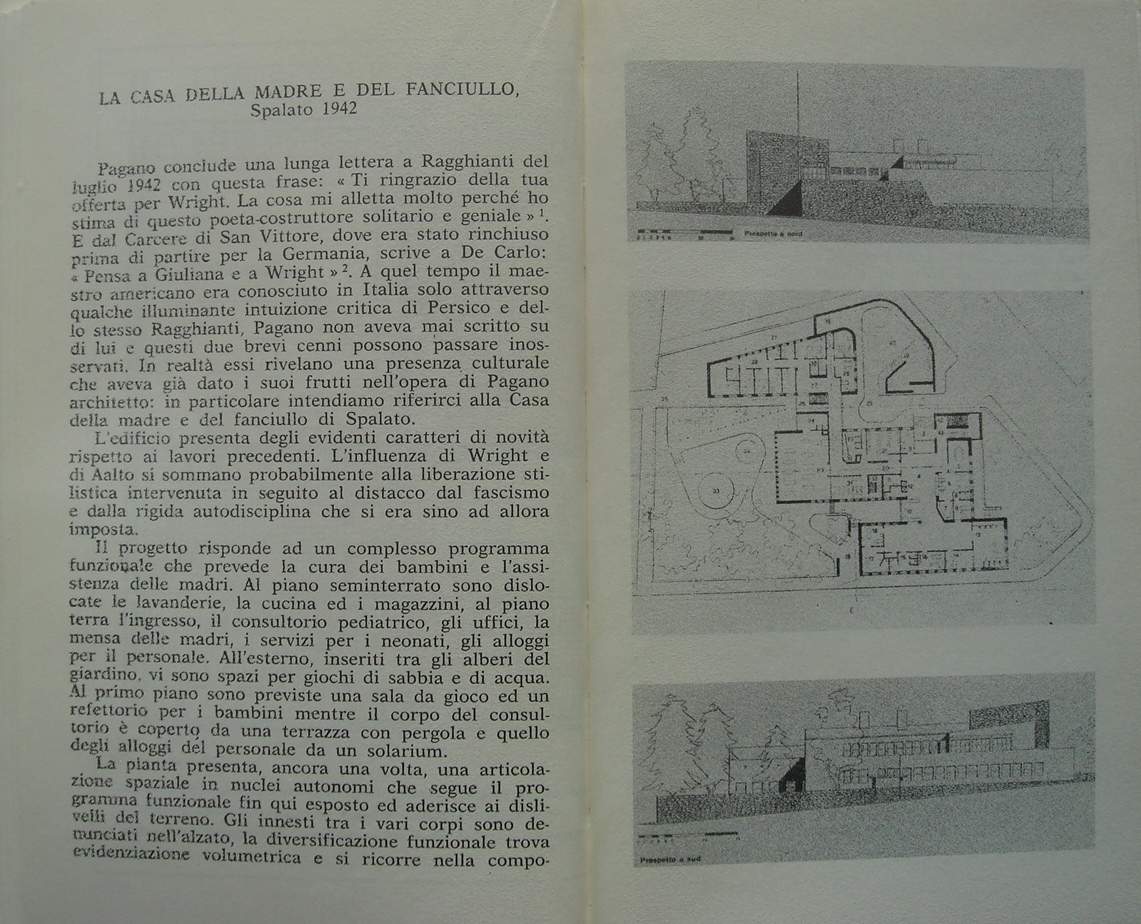 LA CASA DELLA MADRE E DEL FANCIULLO,
Spalato 1942
Pagano conclude una lunga lettera a Ragghianti del
luglio 1942 con questa frase: « Ti ringrazio della tua
offerta per Wright. La cosa mi alletta molto perché ho
stima di questo poeta-costruttore solitario e geniale » ¹.
E dal Carcere di San Vittore, dove era stato rinchiuso
prima di partire per la Germania, scrive a De Carlo:
« Pensa a Giuliana e a Wright » ². A quel tempo il mae-
stro americano era conosciuto in Italia solo attraverso
qualche illuminante intuizione critica di Persico e del-
lo stesso Ragghianti, Pagano non aveva mai scritto su
di lui e questi due brevi cenni possono passare inos-
servati. In realtà essi rivelano una presenza culturale
che aveva già dato i suoi frutti nell'opera di Pagano
architetto: in particolare intendiamo riferirci alla Casa
della madre e del fanciullo di Spalato.
L'edificio presenta degli evidenti caratteri di novità
rispetto ai lavori precedenti. L'influenza di Wright e
di Aalto si sommano probabilmente alla liberazione sti-
listica intervenuta in seguito al distacco dal fascismo
e dalla rigida autodisciplina che si era sino ad allora
imposta.
Il progetto risponde ad un complesso programma
funzionale che prevede la cura dei bambini e l'assi-
stenza delle madri. Al piano seminterrato sono dislo-
cate le lavanderie, la cucina ed i magazzini, al piano
terra l'ingresso, il consultorio pediatrico, gli uffici, la
mensa delle madri, i servizi per i neonati, gli alloggi
per il personale. All'esterno, inseriti tra gli alberi del
giardino, vi sono spazi per giochi di sabbia e di acqua.
Al primo piano sono previste una sala da gioco ed un
refettorio per i bambini mentre il corpo del consul-
torio è coperto da una terrazza con pergola e quello
degli alloggi del personale da un solarium.
La pianta presenta, ancora una volta, una articola-
zione spaziale in nuclei autonomi che segue il pro-
gramma funzionale fin qui esposto ed aderisce ai disli-
velli del terreno. Gli innesti tra i vari corpi sono de-
nunciati nell'alzato, la diversificazione funzionale trova
evidenziazione volumetrica e si ricorre nella compo-
Prospetto a nord
Prospetto a sud